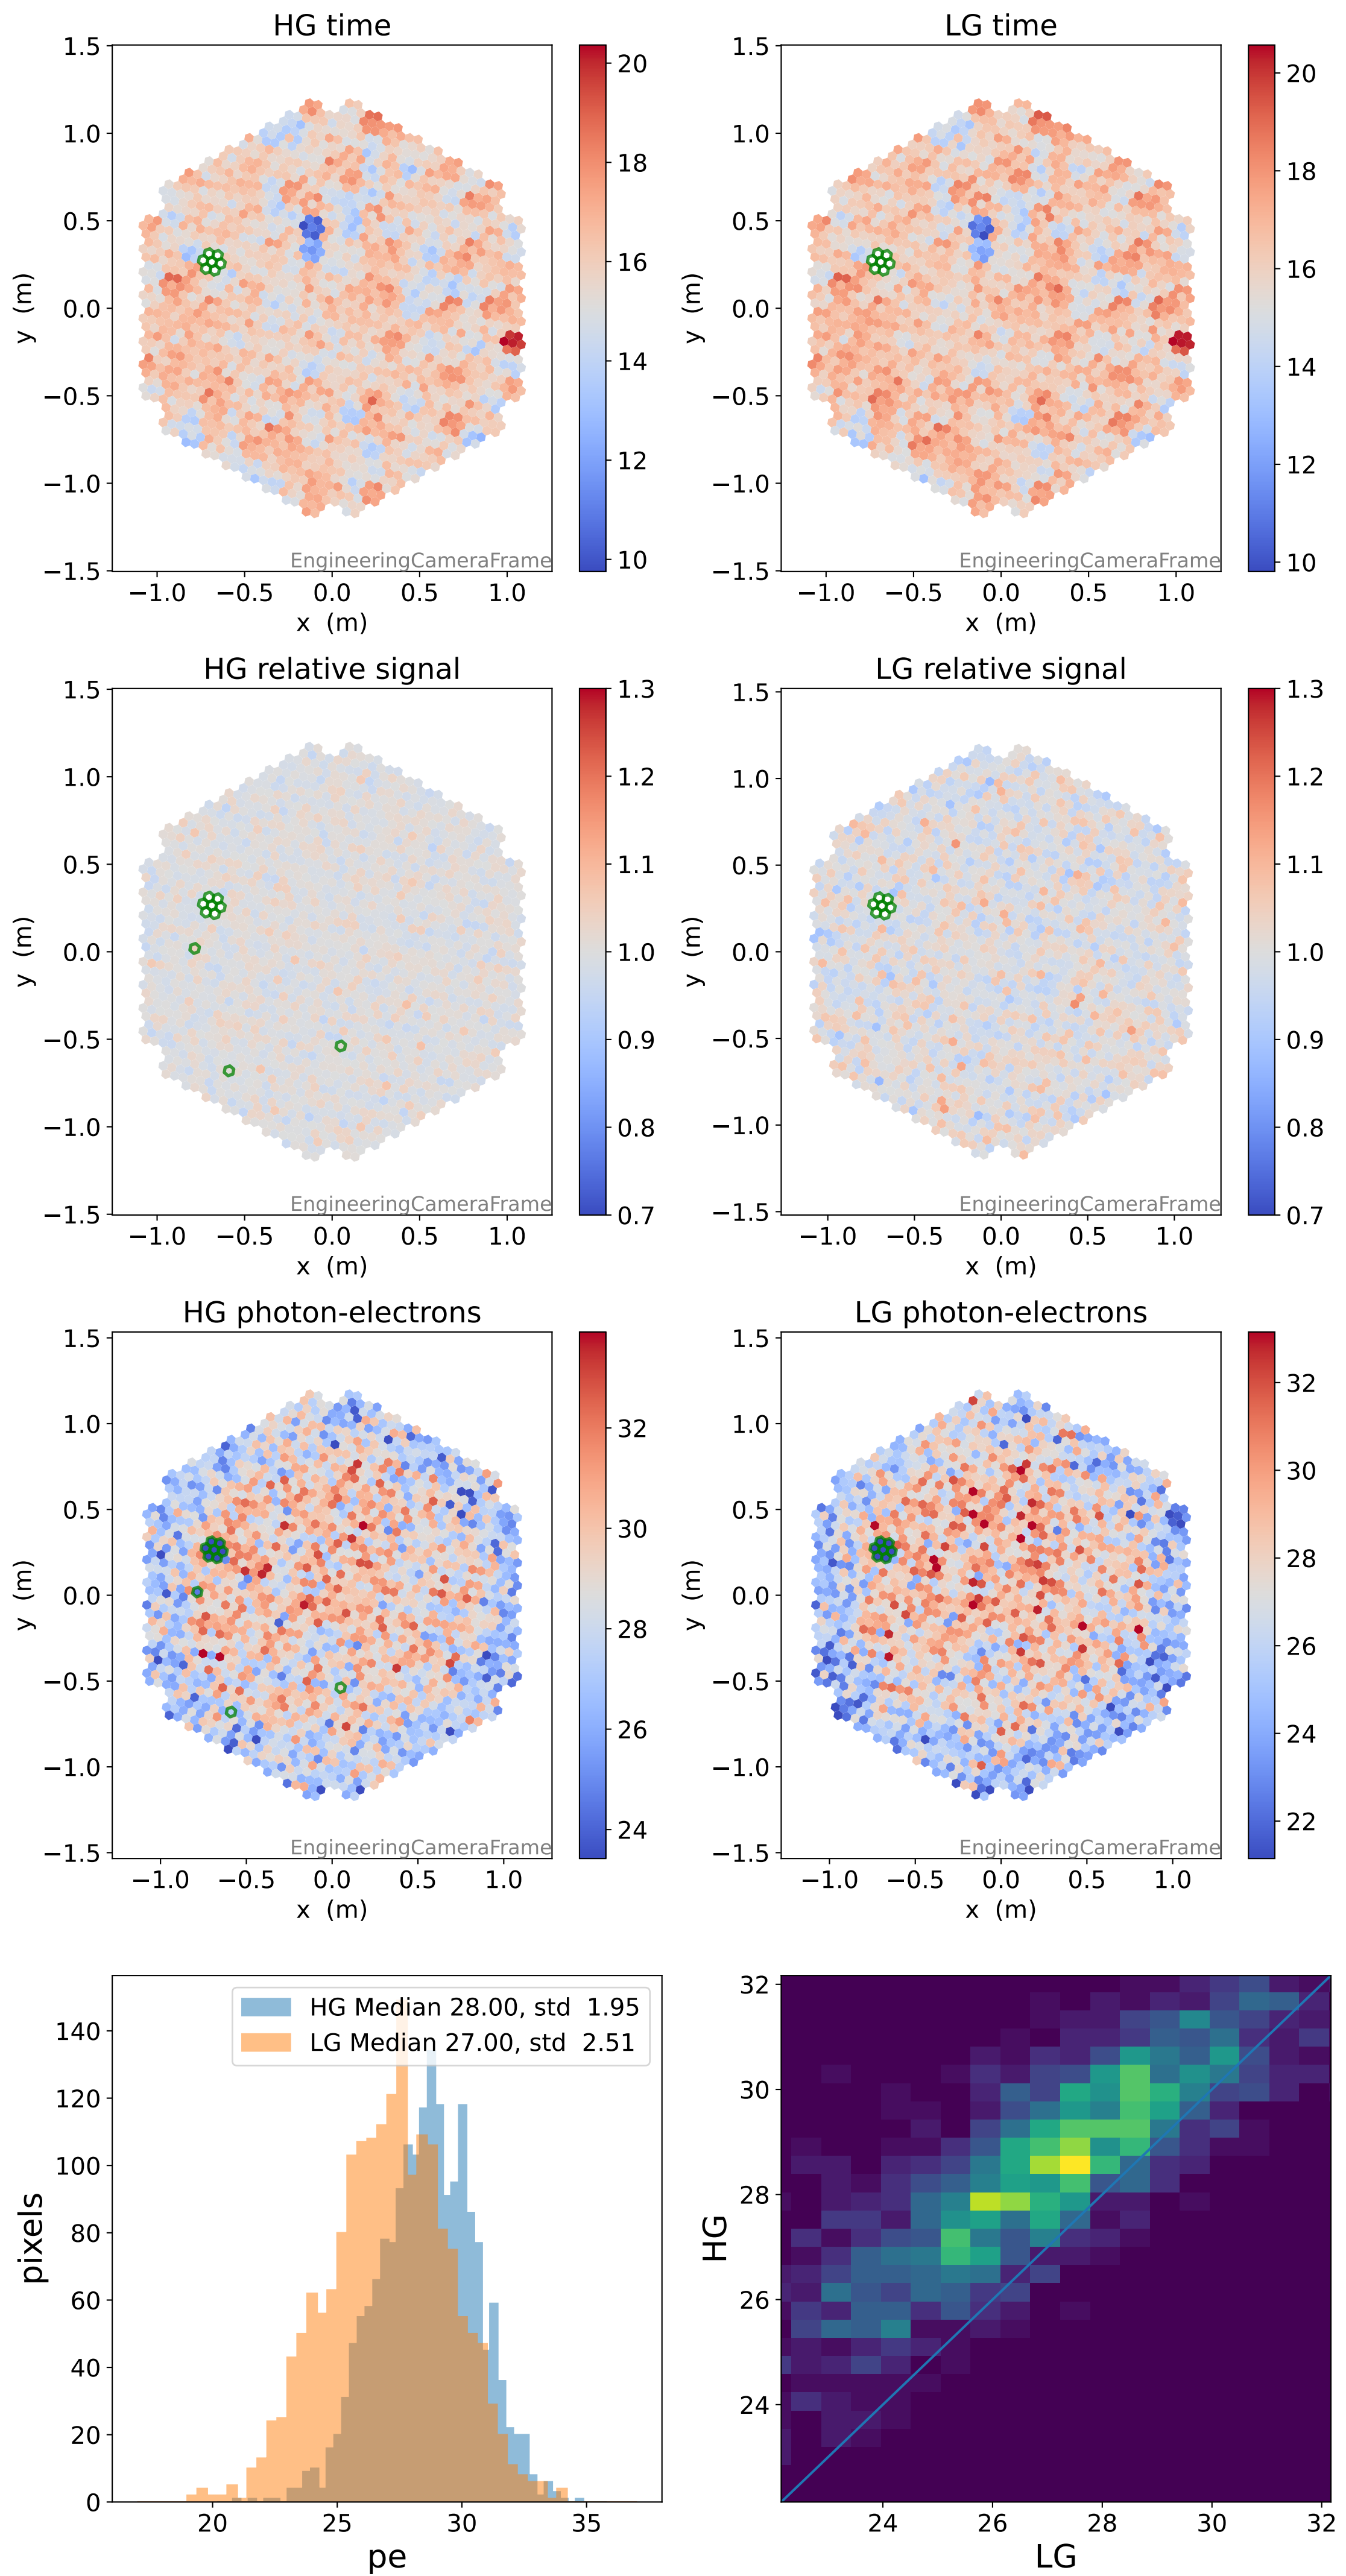 HG time
LG time
1.5
1.0
0.5
0.0
−0.5
−1.0
−1.5
y (m)
−1.0 −0.5 0.0 0.5 1.0
x (m)
EngineeringCameraFrame
20
18
16
14
12
10
1.5
1.0
0.5
0.0
−0.5
−1.0
−1.5
y (m)
−1.0 −0.5 0.0 0.5 1.0
x (m)
EngineeringCameraFrame
20
18
16
14
12
10
HG relative signal
LG relative signal
1.5
1.0
0.5
0.0
−0.5
−1.0
−1.5
y (m)
−1.0 −0.5 0.0 0.5 1.0
x (m)
EngineeringCameraFrame
1.3
1.2
1.1
1.0
0.9
0.8
0.7
1.5
1.0
0.5
0.0
−0.5
−1.0
−1.5
y (m)
−1.0 −0.5 0.0 0.5 1.0
x (m)
EngineeringCameraFrame
1.3
1.2
1.1
1.0
0.9
0.8
0.7
HG photon-electrons
LG photon-electrons
1.5
1.0
0.5
0.0
−0.5
−1.0
−1.5
y (m)
−1.0 −0.5 0.0 0.5 1.0
x (m)
EngineeringCameraFrame
32
30
28
26
24
1.5
1.0
0.5
0.0
−0.5
−1.0
−1.5
y (m)
−1.0 −0.5 0.0 0.5 1.0
x (m)
EngineeringCameraFrame
32
30
28
26
24
22
HG Median 28.00, std 1.95
LG Median 27.00, std 2.51
140
120
100
80
60
40
20
0
pixels
20 25 30 35
pe
32
30
28
26
24
HG
24 26 28 30 32
LG